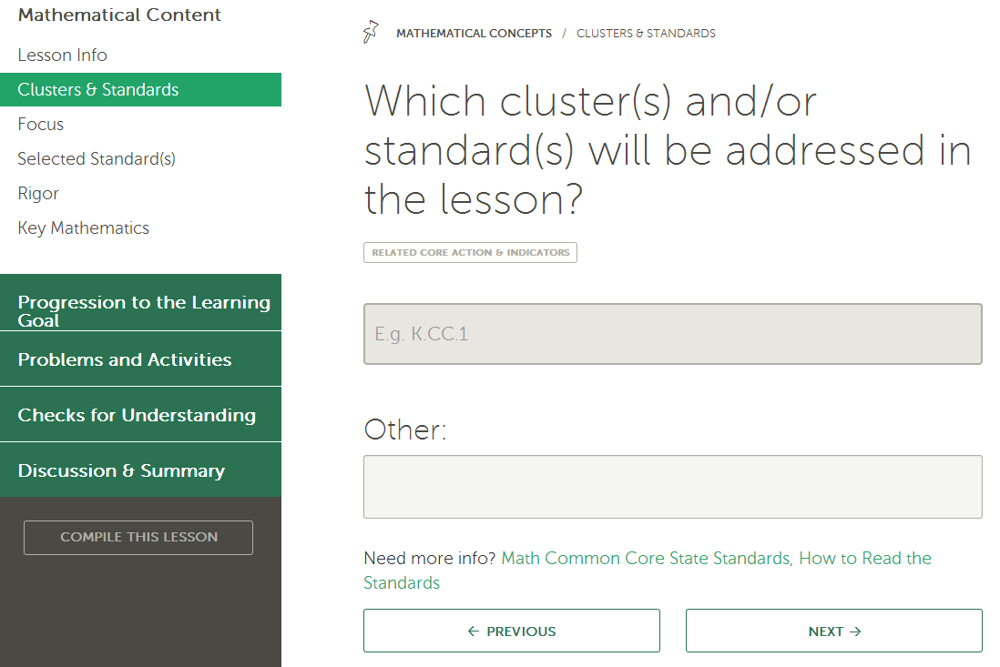 Mathematical Content
Lesson Info
Clusters & Standards
Focus
Selected Standard(s)
Rigor
Key Mathematics
Progression to the Learning
Goal
Problems and Activities
Checks for Understanding
Discussion & Summary
COMPILE THIS LESSON
MATHEMATICAL CONCEPTS / CLUSTERS & STANDARDS
Which cluster(s) and/or
standard(s) will be addressed in
the lesson?
RELATED CORE ACTION & INDICATORS
E.g. K.CC.1
Other:
Need more info? Math Common Core State Standards, How to Read the
Standards
← PREVIOUS
NEXT →